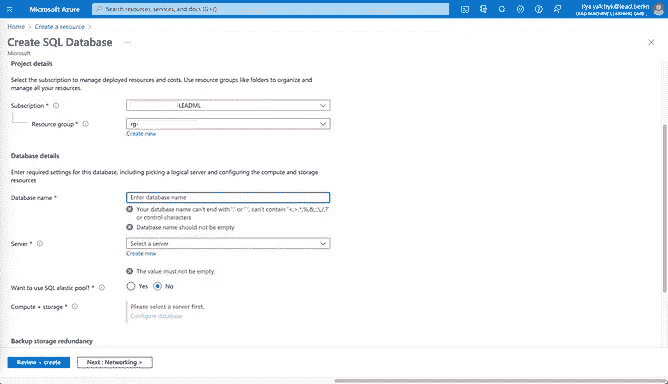 Microsoft Azure
Search resources, services, and docs (G+/)
Home > Create a resource >
Create SQL Database ...
Microsoft
Project details
Select the subscription to manage deployed resources and costs. Use resource groups like folders to organize and
manage all your resources.
Subscription *
-LEADML
Resource group *
rg-
Create new
Database details
Enter required settings for this database, including picking a logical server and configuring the compute and storage
resources
Database name *
Enter database name
Your database name can't end with '.' or ' ', can't contain '<,>,*,%,&,:,\,/,?'
or control characters
Database name should not be empty
Server *
Select a server
Create new
The value must not be empty.
Want to use SQL elastic pool? *
Yes No
Compute + storage *
Please select a server first.
Configure database
Backup storage redundancy
Review + create
Next : Networking >